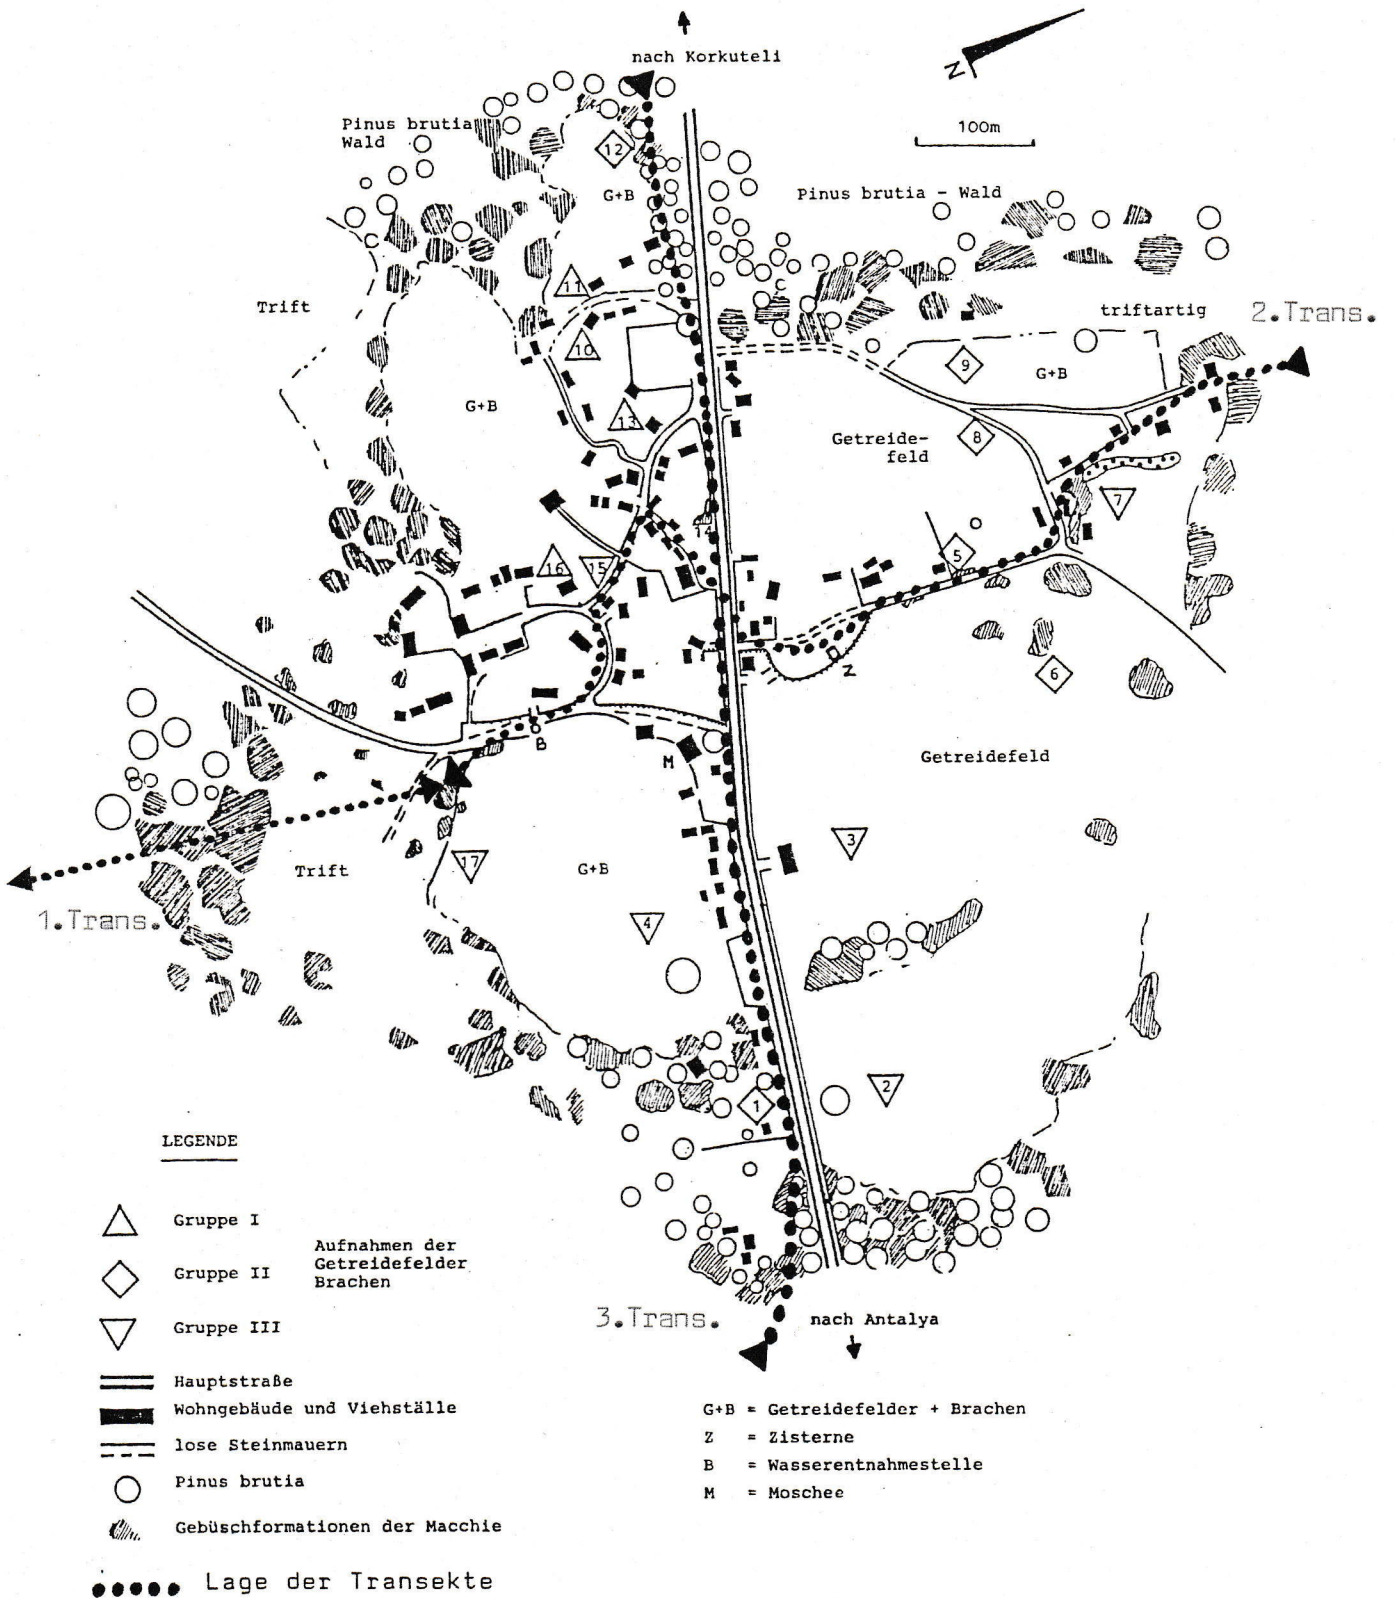 nach Korkuteli
N
100m
Pinus brutia
Wald
12
Pinus brutia - Wald
G+B
C
11
C
Trift
triftartig
2.Trans.
10
9
G+B
G+B
13
8
Getreide-
feld
7
14
5
16
15
6
Z
B
M
Getreidefeld
3
17
Trift
G+B
1.Trans.
4
2
1
LEGENDE
Gruppe I
Gruppe II
Gruppe III
Aufnahmen der
Getreidefelder
Brachen
3.Trans.
nach Antalya
Hauptstraße
Wohngebäude und Viehställe
lose Steinmauern
Pinus brutia
Gebüschformationen der Macchie
Lage der Transekte
G+B = Getreidefelder + Brachen
Z = Zisterne
B = Wasserentnahmestelle
M = Moschee